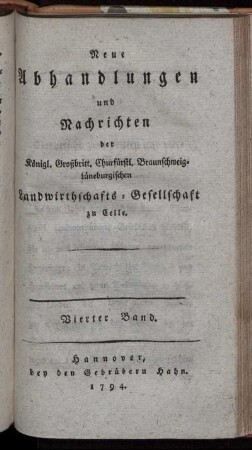 Neue
Abhandlungen
und
Nachrichten
der
Königl. Großbritt. Churfürstl. Braunschweig-
lüneburgischen
Landwirthschafts-Gesellschaft
zu Celle.
Vierter Band.
Hannover,
bey den Gebrüdern Hahn.
1794.